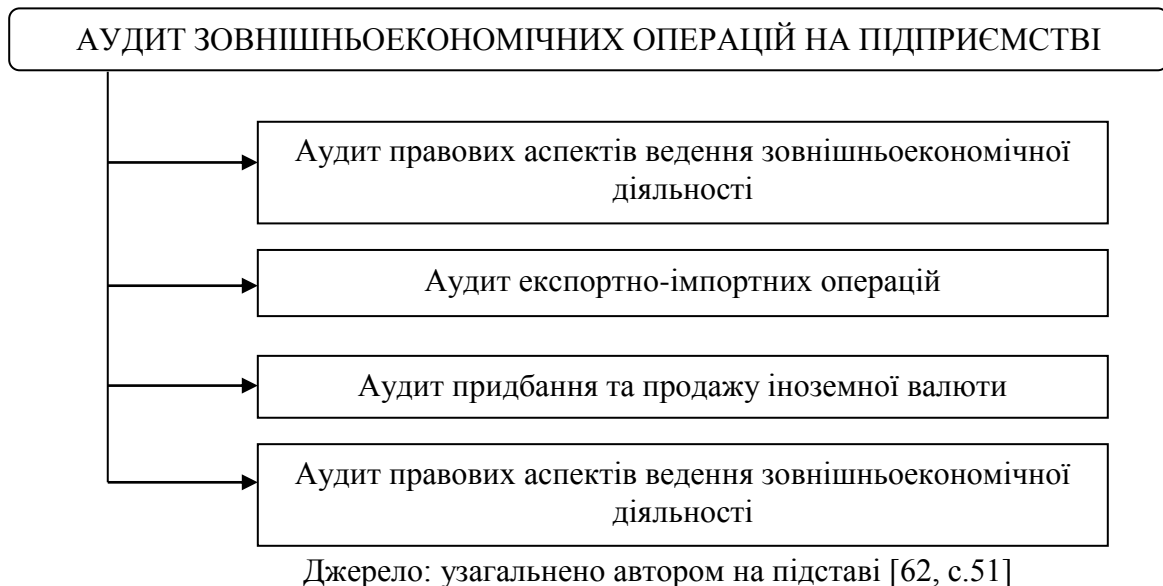 АУДИТ ЗОВНІШНЬОЕКОНОМІЧНИХ ОПЕРАЦІЙ НА ПІДПРИЄМСТВІ
Аудит правових аспектів ведення зовнішньоекономічної
діяльності
Аудит експортно-імпортних операцій
Аудит придбання та продажу іноземної валюти
Аудит правових аспектів ведення зовнішньоекономічної
діяльності
Джерело: узагальнено автором на підставі [62, с.51]